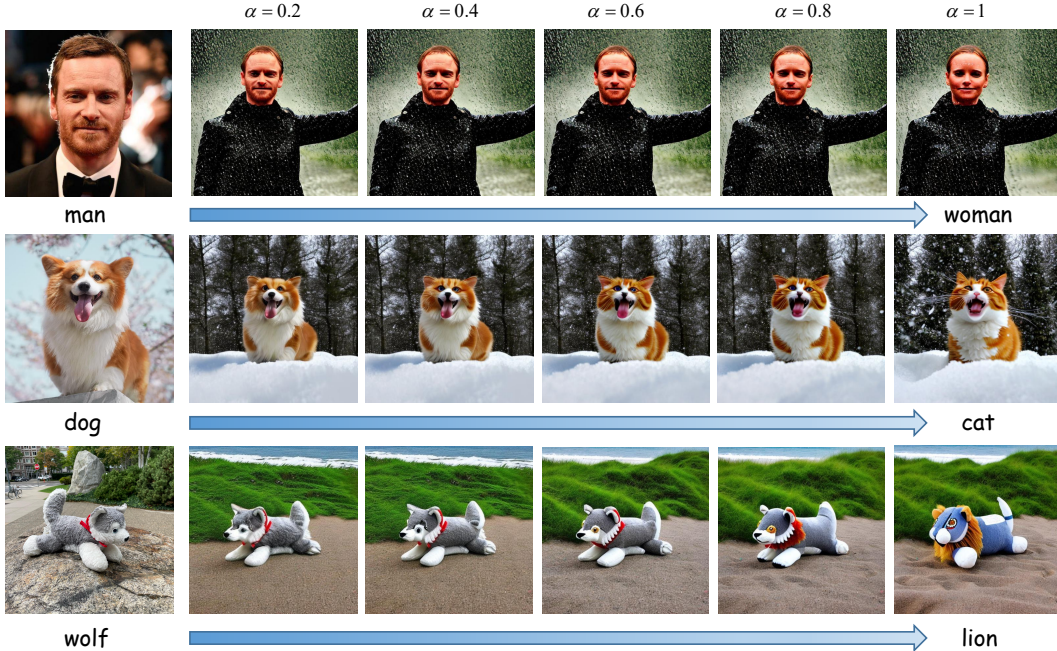 α = 0.2 α = 0.4 α = 0.6 α = 0.8 α = 1
man woman
dog cat
wolf lion